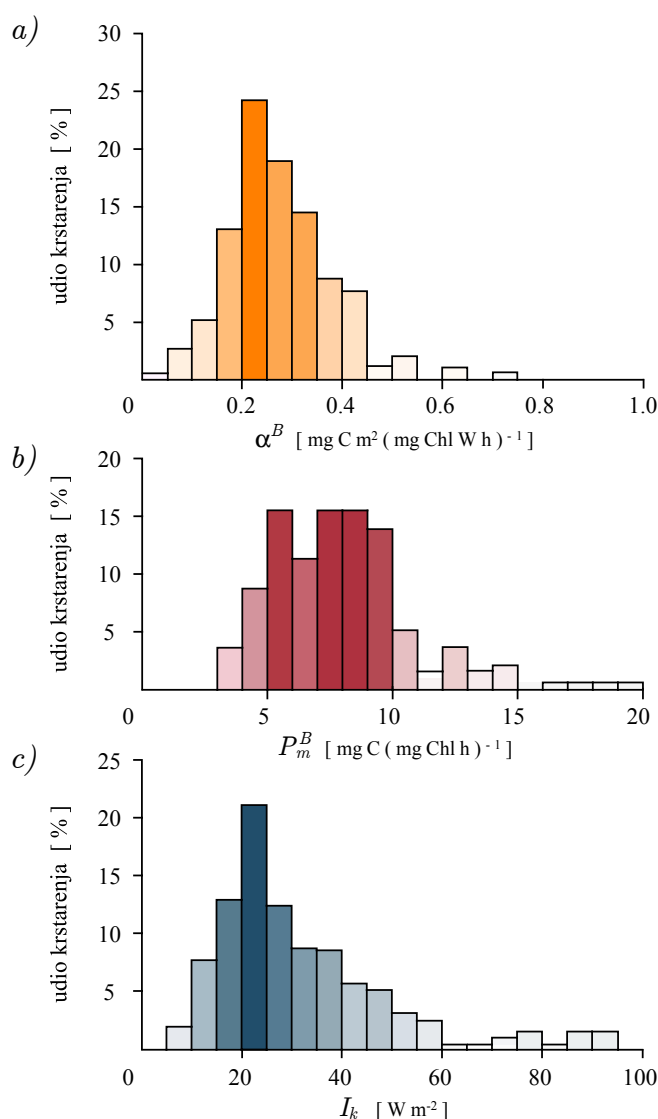 a)
udio krstarenja [ % ]
30
25
20
15
10
5
0 0.2 0.4 0.6 0.8 1.0
α^B [ mg C m² ( mg Chl W h ) ⁻¹ ]
b)
udio krstarenja [ % ]
20
15
10
5
0 5 10 15 20
P_m^B [ mg C ( mg Chl h ) ⁻¹ ]
c)
udio krstarenja [ % ]
25
20
15
10
5
0 20 40 60 80 100
I_k [ W m⁻² ]